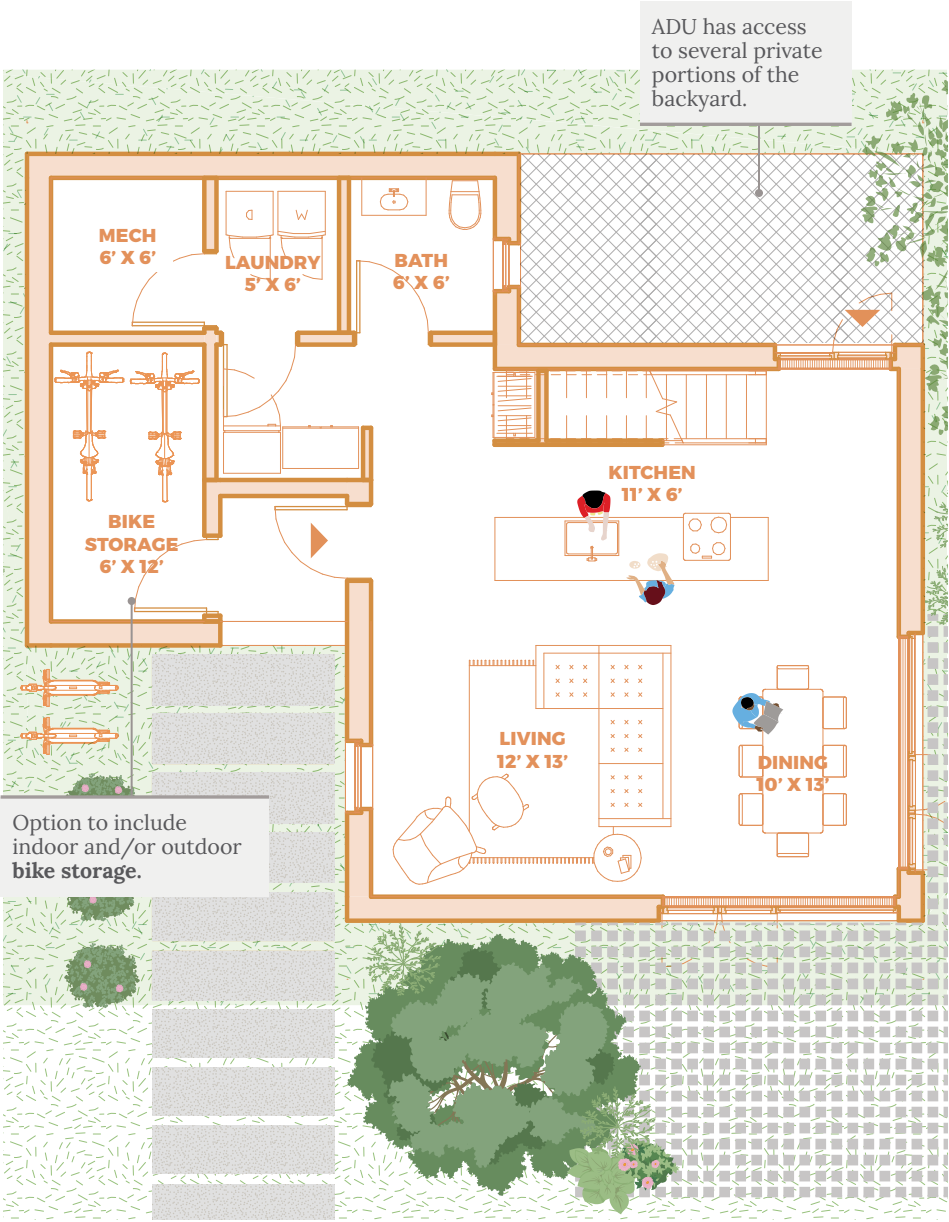 ADU has access
to several private
portions of the
backyard.
MECH
6’ X 6’
D
W
LAUNDRY
5’ X 6’
BATH
6’ X 6’
KITCHEN
11’ X 6’
BIKE
STORAGE
6’ X 12’
LIVING
12’ X 13’
DINING
10’ X 13’
Option to include
indoor and/or outdoor
bike storage.